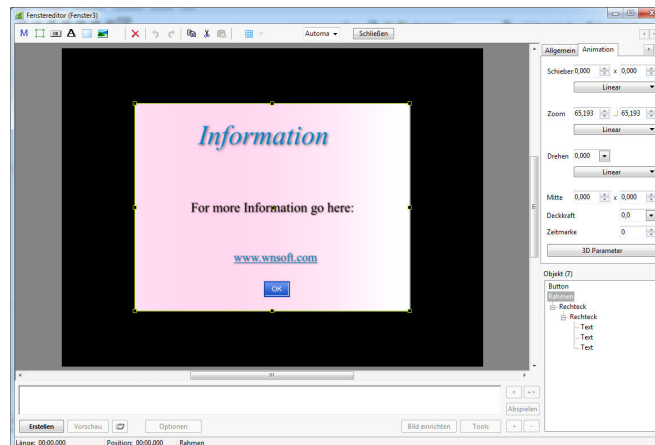 Fenstereditor (Fenster3)
M OK A Automa Schließen
Allgemein Animation
Schieber 0,000 x 0,000
Linear
Zoom 65,193 65,193
Linear
Drehen 0,000
Linear
Mitte 0,000 x 0,000
Deckkraft 0,0
Zeitmarke 0
3D Parameter
Information
For more Information go here:
www.wnsoft.com
OK
Objekt (7)
Button
Rahmen
Rechteck
Rechteck
Text
Text
Text
Abspielen
Erstellen Vorschau Optionen Bild einrichten Tools
Länge: 00:00.000 Position: 00:00.000 Rahmen